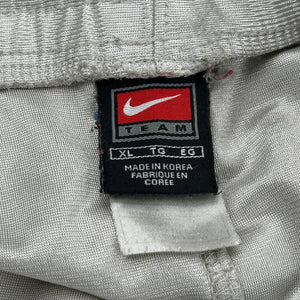 TEAM
XL TG EG
MADE IN KOREA
FABRIQUE EN
COREE